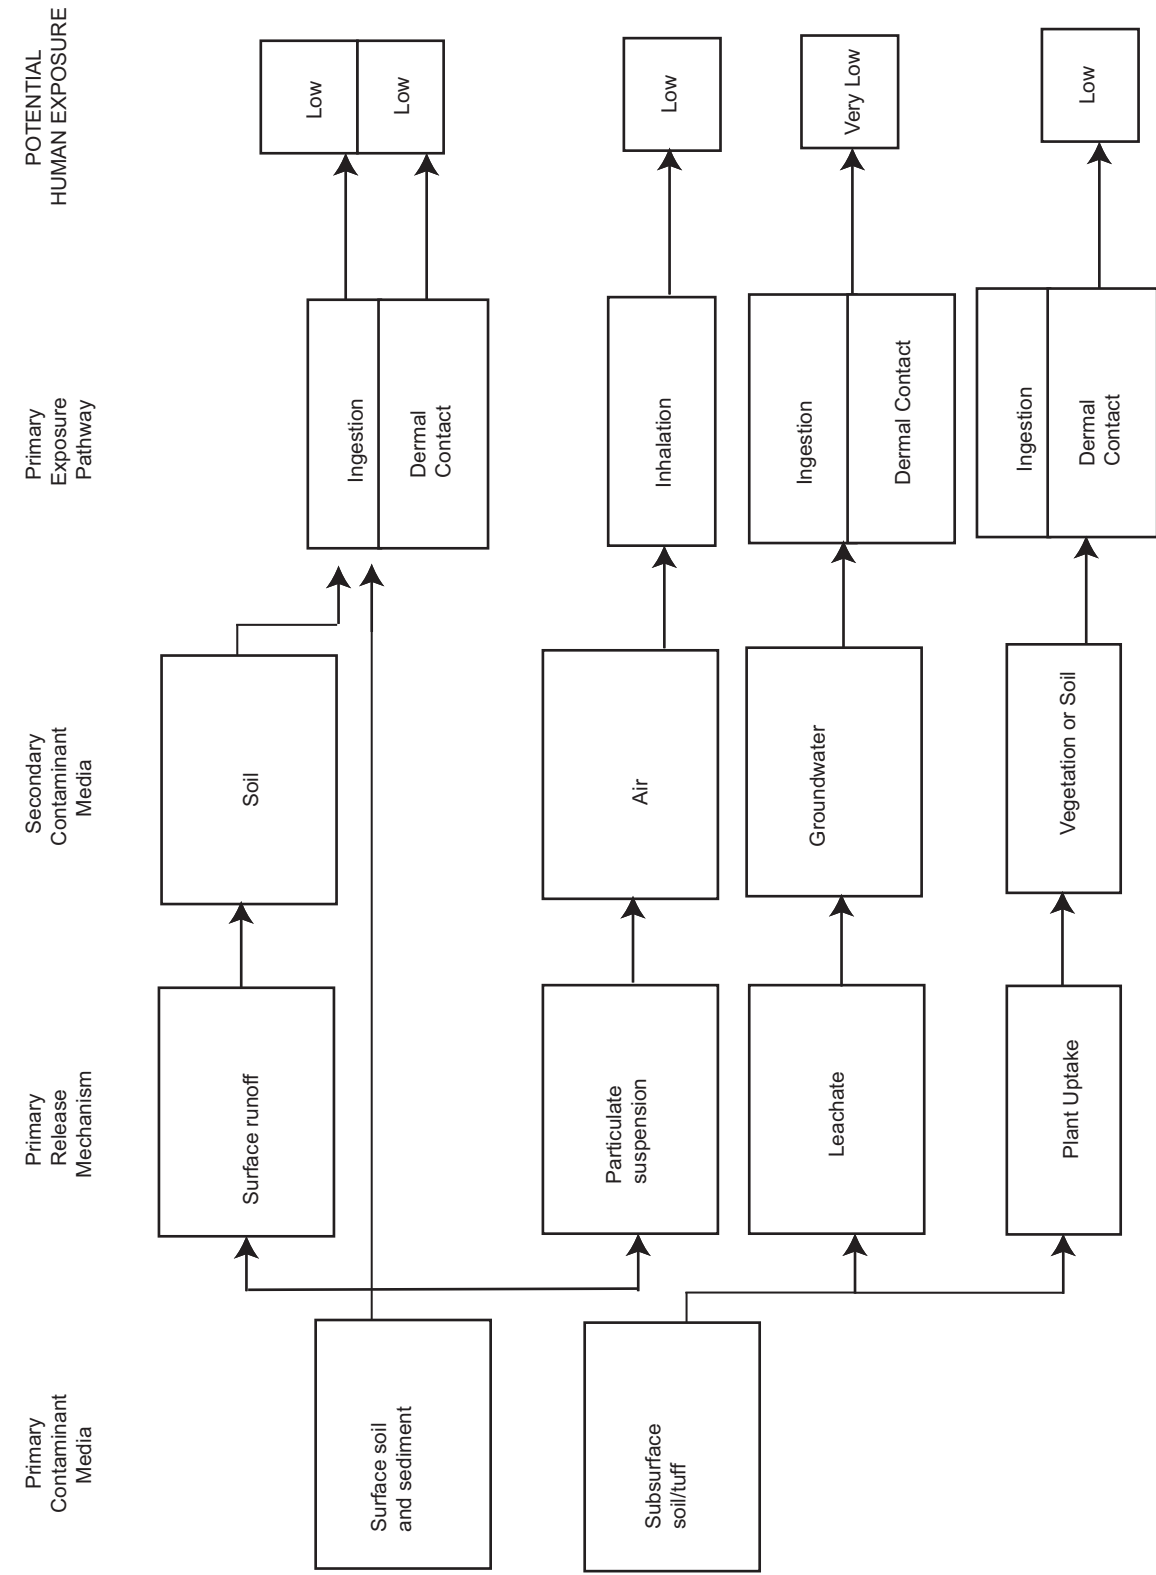 Primary
Contaminant
Media
Primary
Release
Mechanism
Secondary
Contaminant
Media
Primary
Exposure
Pathway
POTENTIAL
HUMAN EXPOSURE
Surface soil
and sediment
Surface runoff
Soil
Ingestion
Dermal
Contact
Low
Low
Particulate
suspension
Air
Inhalation
Low
Subsurface
soil/tuff
Leachate
Groundwater
Ingestion
Dermal Contact
Very Low
Plant Uptake
Vegetation or Soil
Ingestion
Dermal
Contact
Low